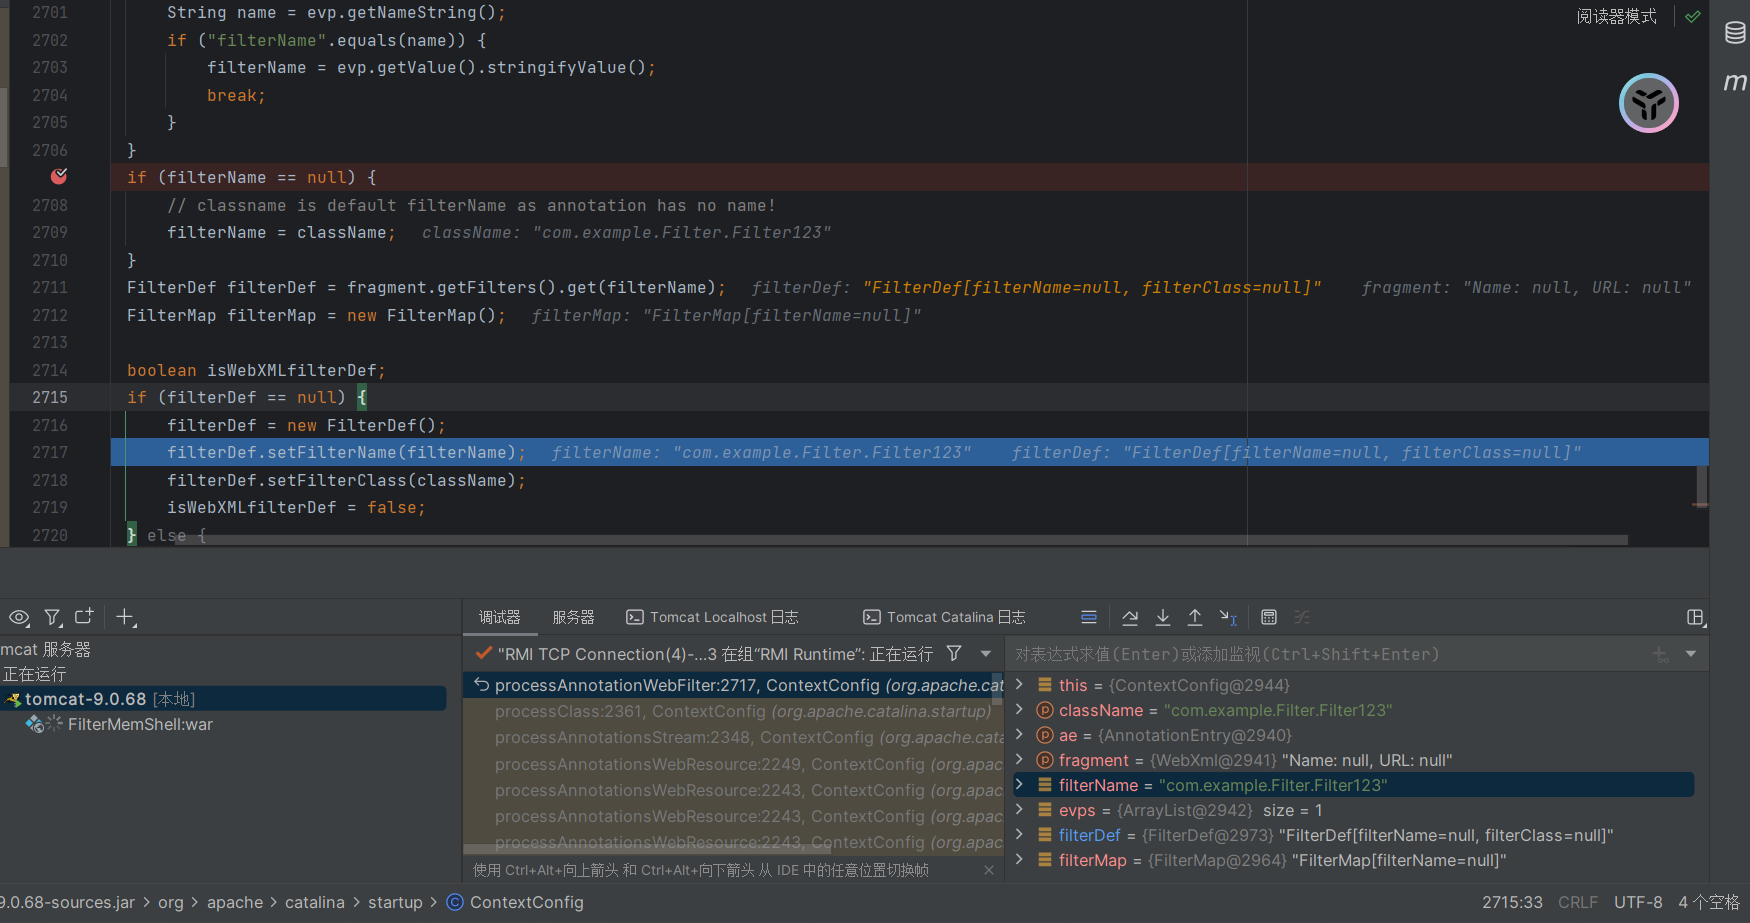 2701 String name = evp.getNameString();
2702 if ("filterName".equals(name)) {
2703 filterName = evp.getValue().stringifyValue();
2704 break;
2705 }
2706 }
if (filterName == null) {
2708 // classname is default filterName as annotation has no name!
2709 filterName = className; className: "com.example.Filter.Filter123"
2710 }
2711 FilterDef filterDef = fragment.getFilters().get(filterName); filterDef: "FilterDef[filterName=null, filterClass=null]" fragment: "Name: null, URL: null"
2712 FilterMap filterMap = new FilterMap(); filterMap: "FilterMap[filterName=null]"
2713
2714 boolean isWebXMLfilterDef;
2715 if (filterDef == null) {
2716 filterDef = new FilterDef();
2717 filterDef.setFilterName(filterName); filterName: "com.example.Filter.Filter123" filterDef: "FilterDef[filterName=null, filterClass=null]"
2718 filterDef.setFilterClass(className);
2719 isWebXMLfilterDef = false;
2720 } else {
阅读器模式
m
调试器 服务器 Tomcat Localhost 日志 Tomcat Catalina 日志
mcat 服务器
正在运行
tomcat-9.0.68 [本地]
FilterMemShell:war
"RMI TCP Connection(4)-...3 在组“RMI Runtime”: 正在运行
processAnnotationWebFilter:2717, ContextConfig (org.apache.cat
processClass:2361, ContextConfig (org.apache.catalina.startup)
processAnnotationsStream:2348, ContextConfig (org.apache.cata
processAnnotationsWebResource:2249, ContextConfig (org.apac
processAnnotationsWebResource:2243, ContextConfig (org.apac
processAnnotationsWebResource:2243, ContextConfig (org.apac
processAnnotationsWebResource:2243, ContextConfig (org.apac
使用 Ctrl+Alt+向上箭头 和 Ctrl+Alt+向下箭头 从 IDE 中的任意位置切换帧
对表达式求值(Enter)或添加监视(Ctrl+Shift+Enter)
this = {ContextConfig@2944}
className = "com.example.Filter.Filter123"
ae = {AnnotationEntry@2940}
fragment = {WebXml@2941} "Name: null, URL: null"
filterName = "com.example.Filter.Filter123"
evps = {ArrayList@2942} size = 1
filterDef = {FilterDef@2973} "FilterDef[filterName=null, filterClass=null]"
filterMap = {FilterMap@2964} "FilterMap[filterName=null]"
9.0.68-sources.jar > org > apache > catalina > startup > ContextConfig
2715:33 CRLF UTF-8 4 个空格